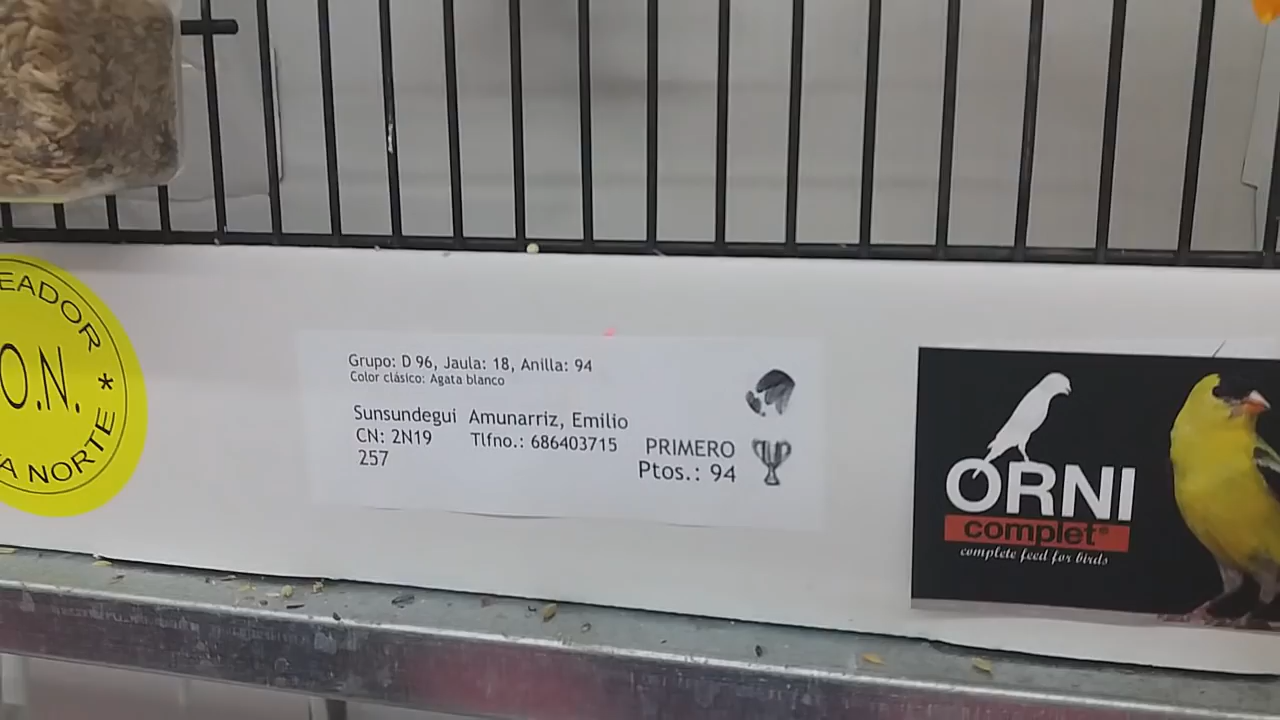 EADOR
O.N.
*
A NORTE
Grupo: D 96, Jaula: 18, Anilla: 94
Color clásico: Agata blanco
Sunsundegui Amunarriz, Emilio
CN: 2N19 Tlfno.: 686403715
257
PRIMERO
Ptos.: 94
ORNI
complet®
complete feed for birds